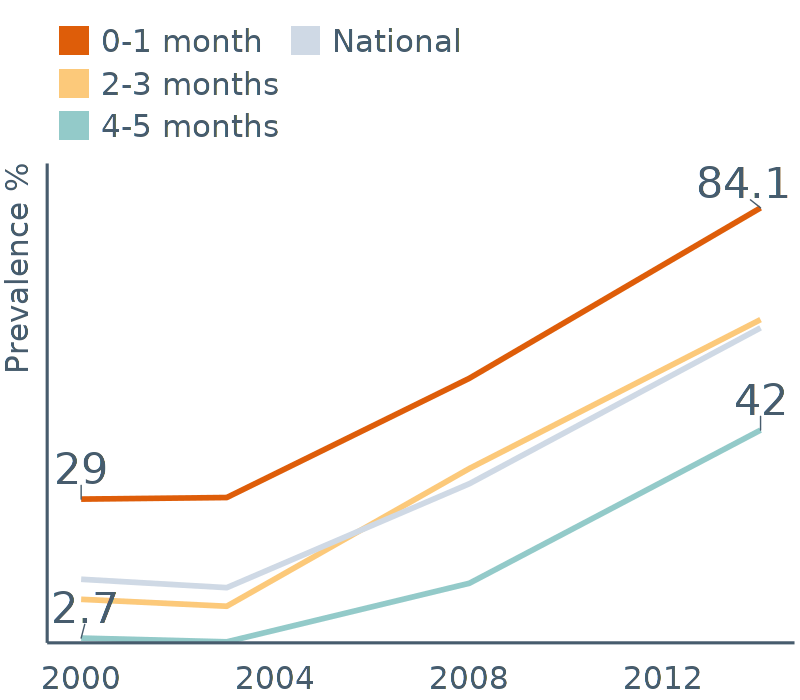 0-1 month National
2-3 months
4-5 months
Prevalence %
84.1
42
29
2.7
2000 2004 2008 2012